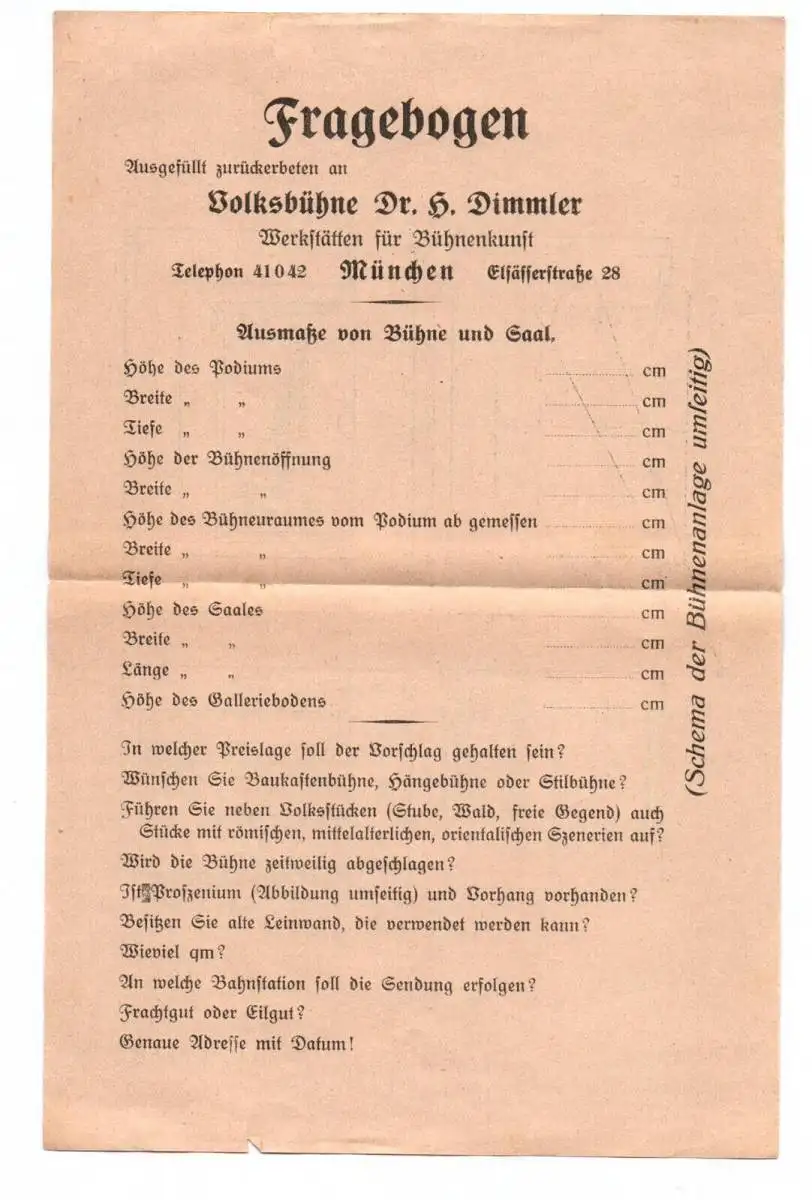 Fragebogen
Ausgefüllt zurückerbeten an
Volksbühne Dr. H. Dimmler
Werkstätten für Bühnenkunst
Telephon 41042 München Elsässerstraße 28
Ausmaße von Bühne und Saal.
Höhe des Podiums cm
Breite „ „ cm
Tiefe „ „ cm
Höhe der Bühnenöffnung cm
Breite „ „ cm
Höhe des Bühneuraumes vom Podium ab gemessen cm
Breite „ „ cm
Tiefe „ „ cm
Höhe des Saales cm
Breite „ „ cm
Länge „ „ cm
Höhe des Galleriebodens cm
(Schema der Bühnenanlage umseitig)
In welcher Preislage soll der Vorschlag gehalten sein?
Wünschen Sie Baukastenbühne, Hängebühne oder Stilbühne?
Führen Sie neben Volksstücken (Stube, Wald, freie Gegend) auch
Stücke mit römischen, mittelalterlichen, orientalischen Szenerien auf?
Wird die Bühne zeitweilig abgeschlagen?
Ist Proszenium (Abbildung umseitig) und Vorhang vorhanden?
Besitzen Sie alte Leinwand, die verwendet werden kann?
Wieviel qm?
An welche Bahnstation soll die Sendung erfolgen?
Frachtgut oder Eilgut?
Genaue Adresse mit Datum!